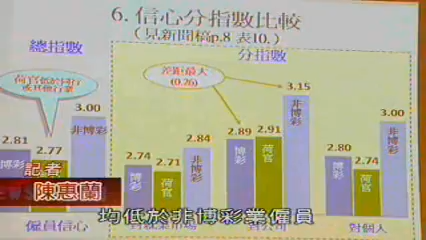 6. 信心分指數比較
(見新聞稿p.8 表10.)
總指數
分指數
荷官低於同行
或其他行業
差距最大
(0.26)
2.81
2.77
3.00
2.74
2.71
2.84
2.89
2.91
3.15
2.80
2.74
3.00
荷官
非博彩
博彩
荷官
非博彩
博彩
荷官
非博彩
博彩
荷官
非博彩
記者
陳惠蘭
僱員信心
對個人
均低於非博彩業僱員